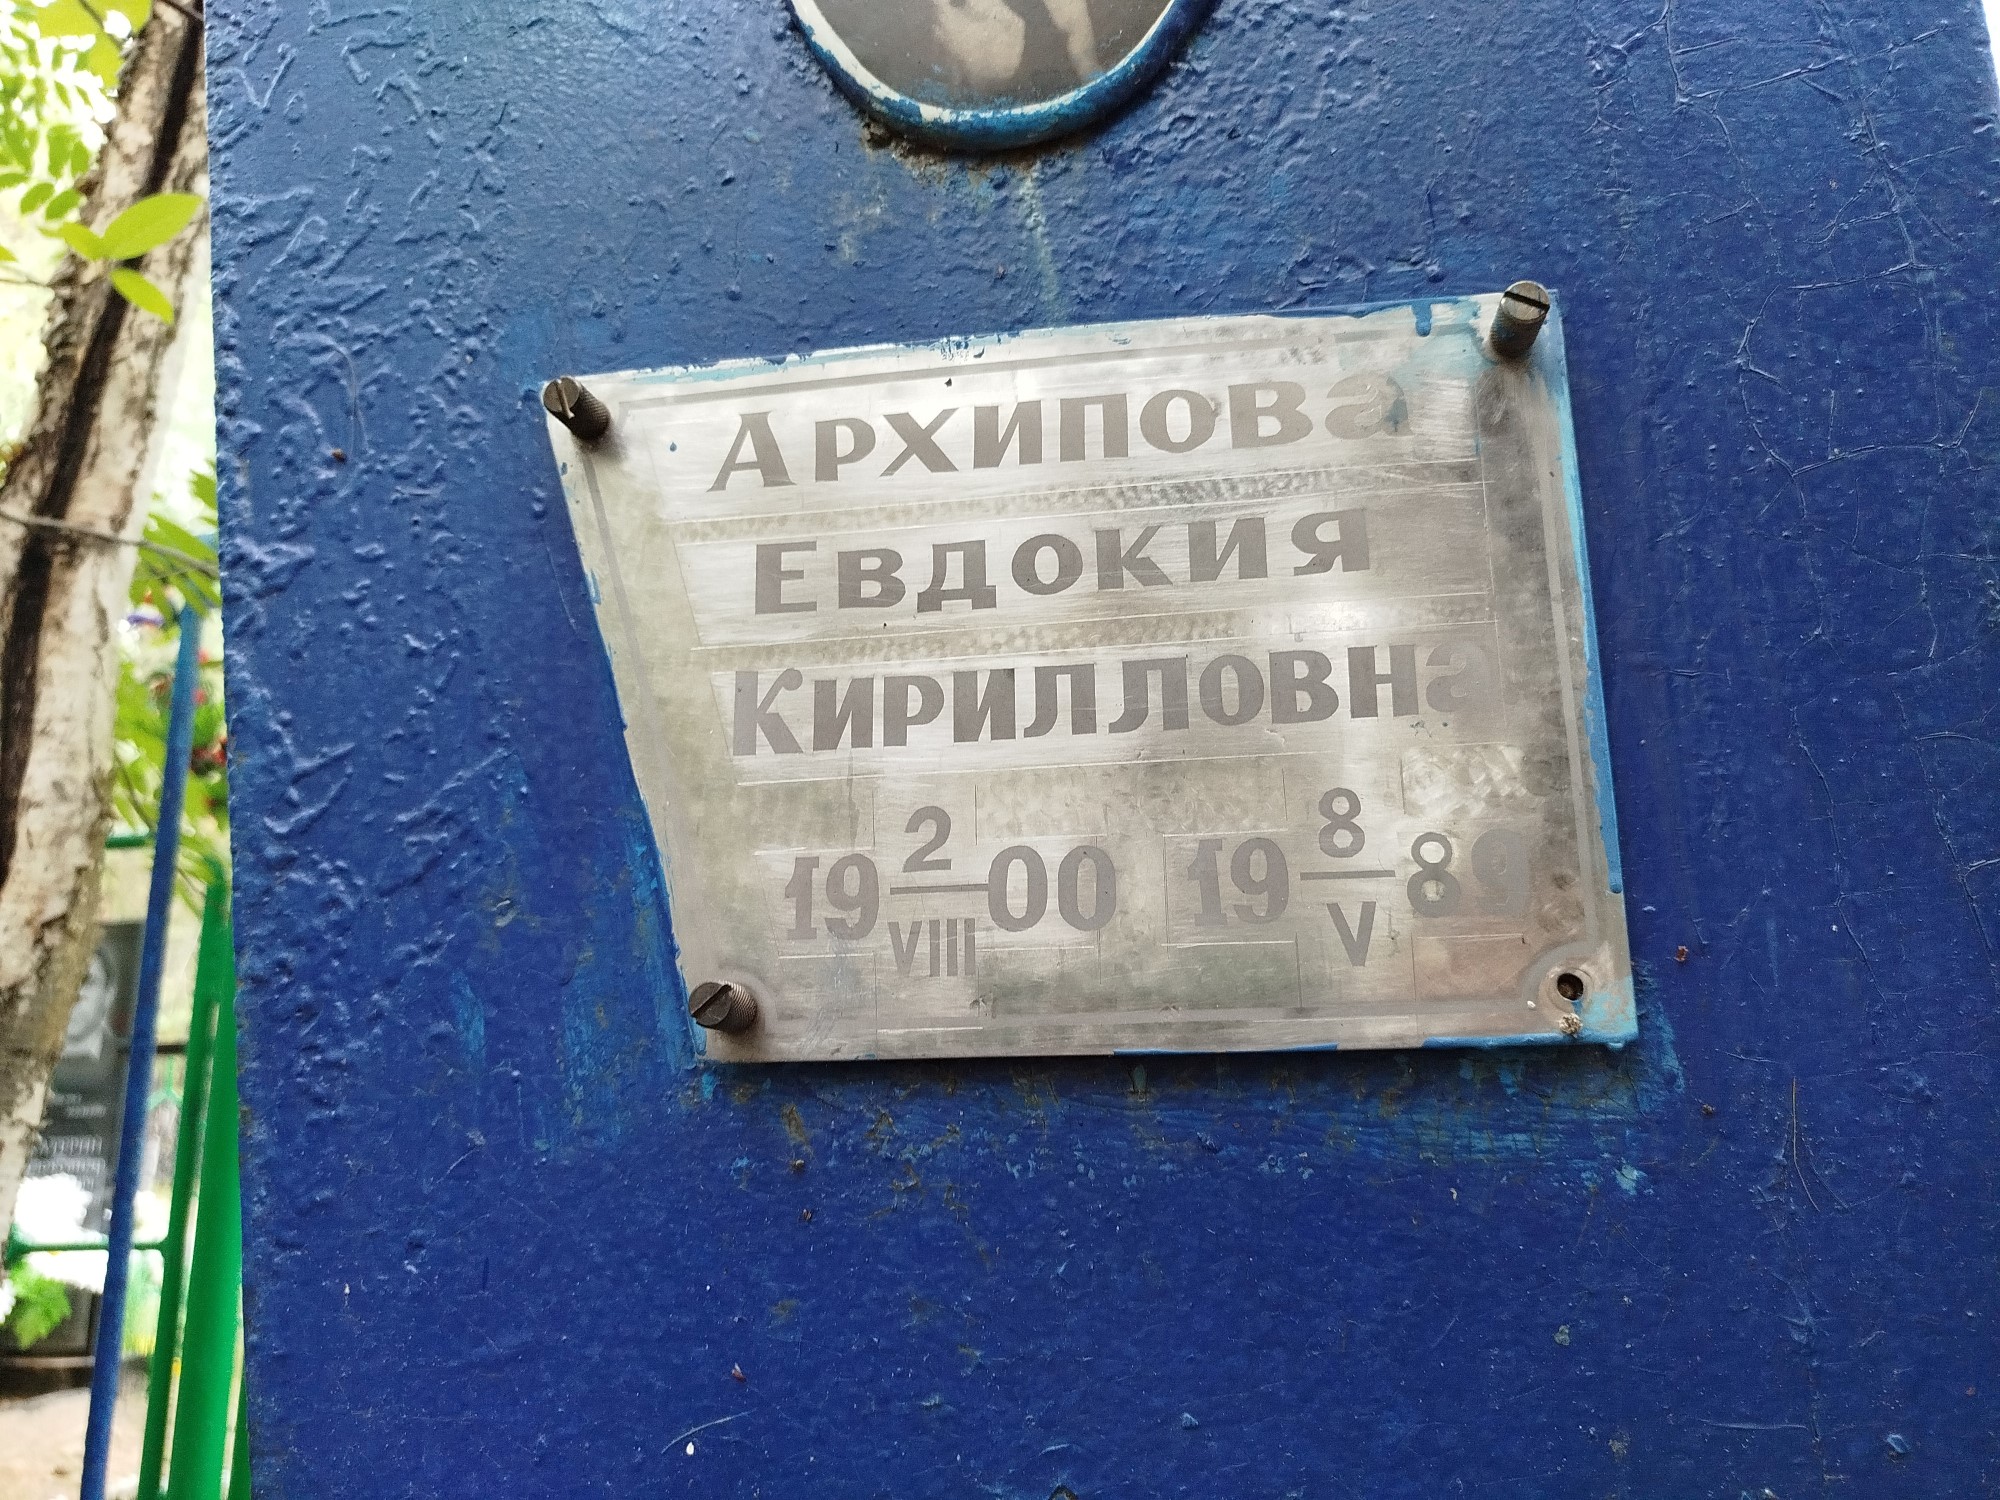 Архипова
Евдокия
Кирилловна
19 2/VIII 00 19 8/V 89